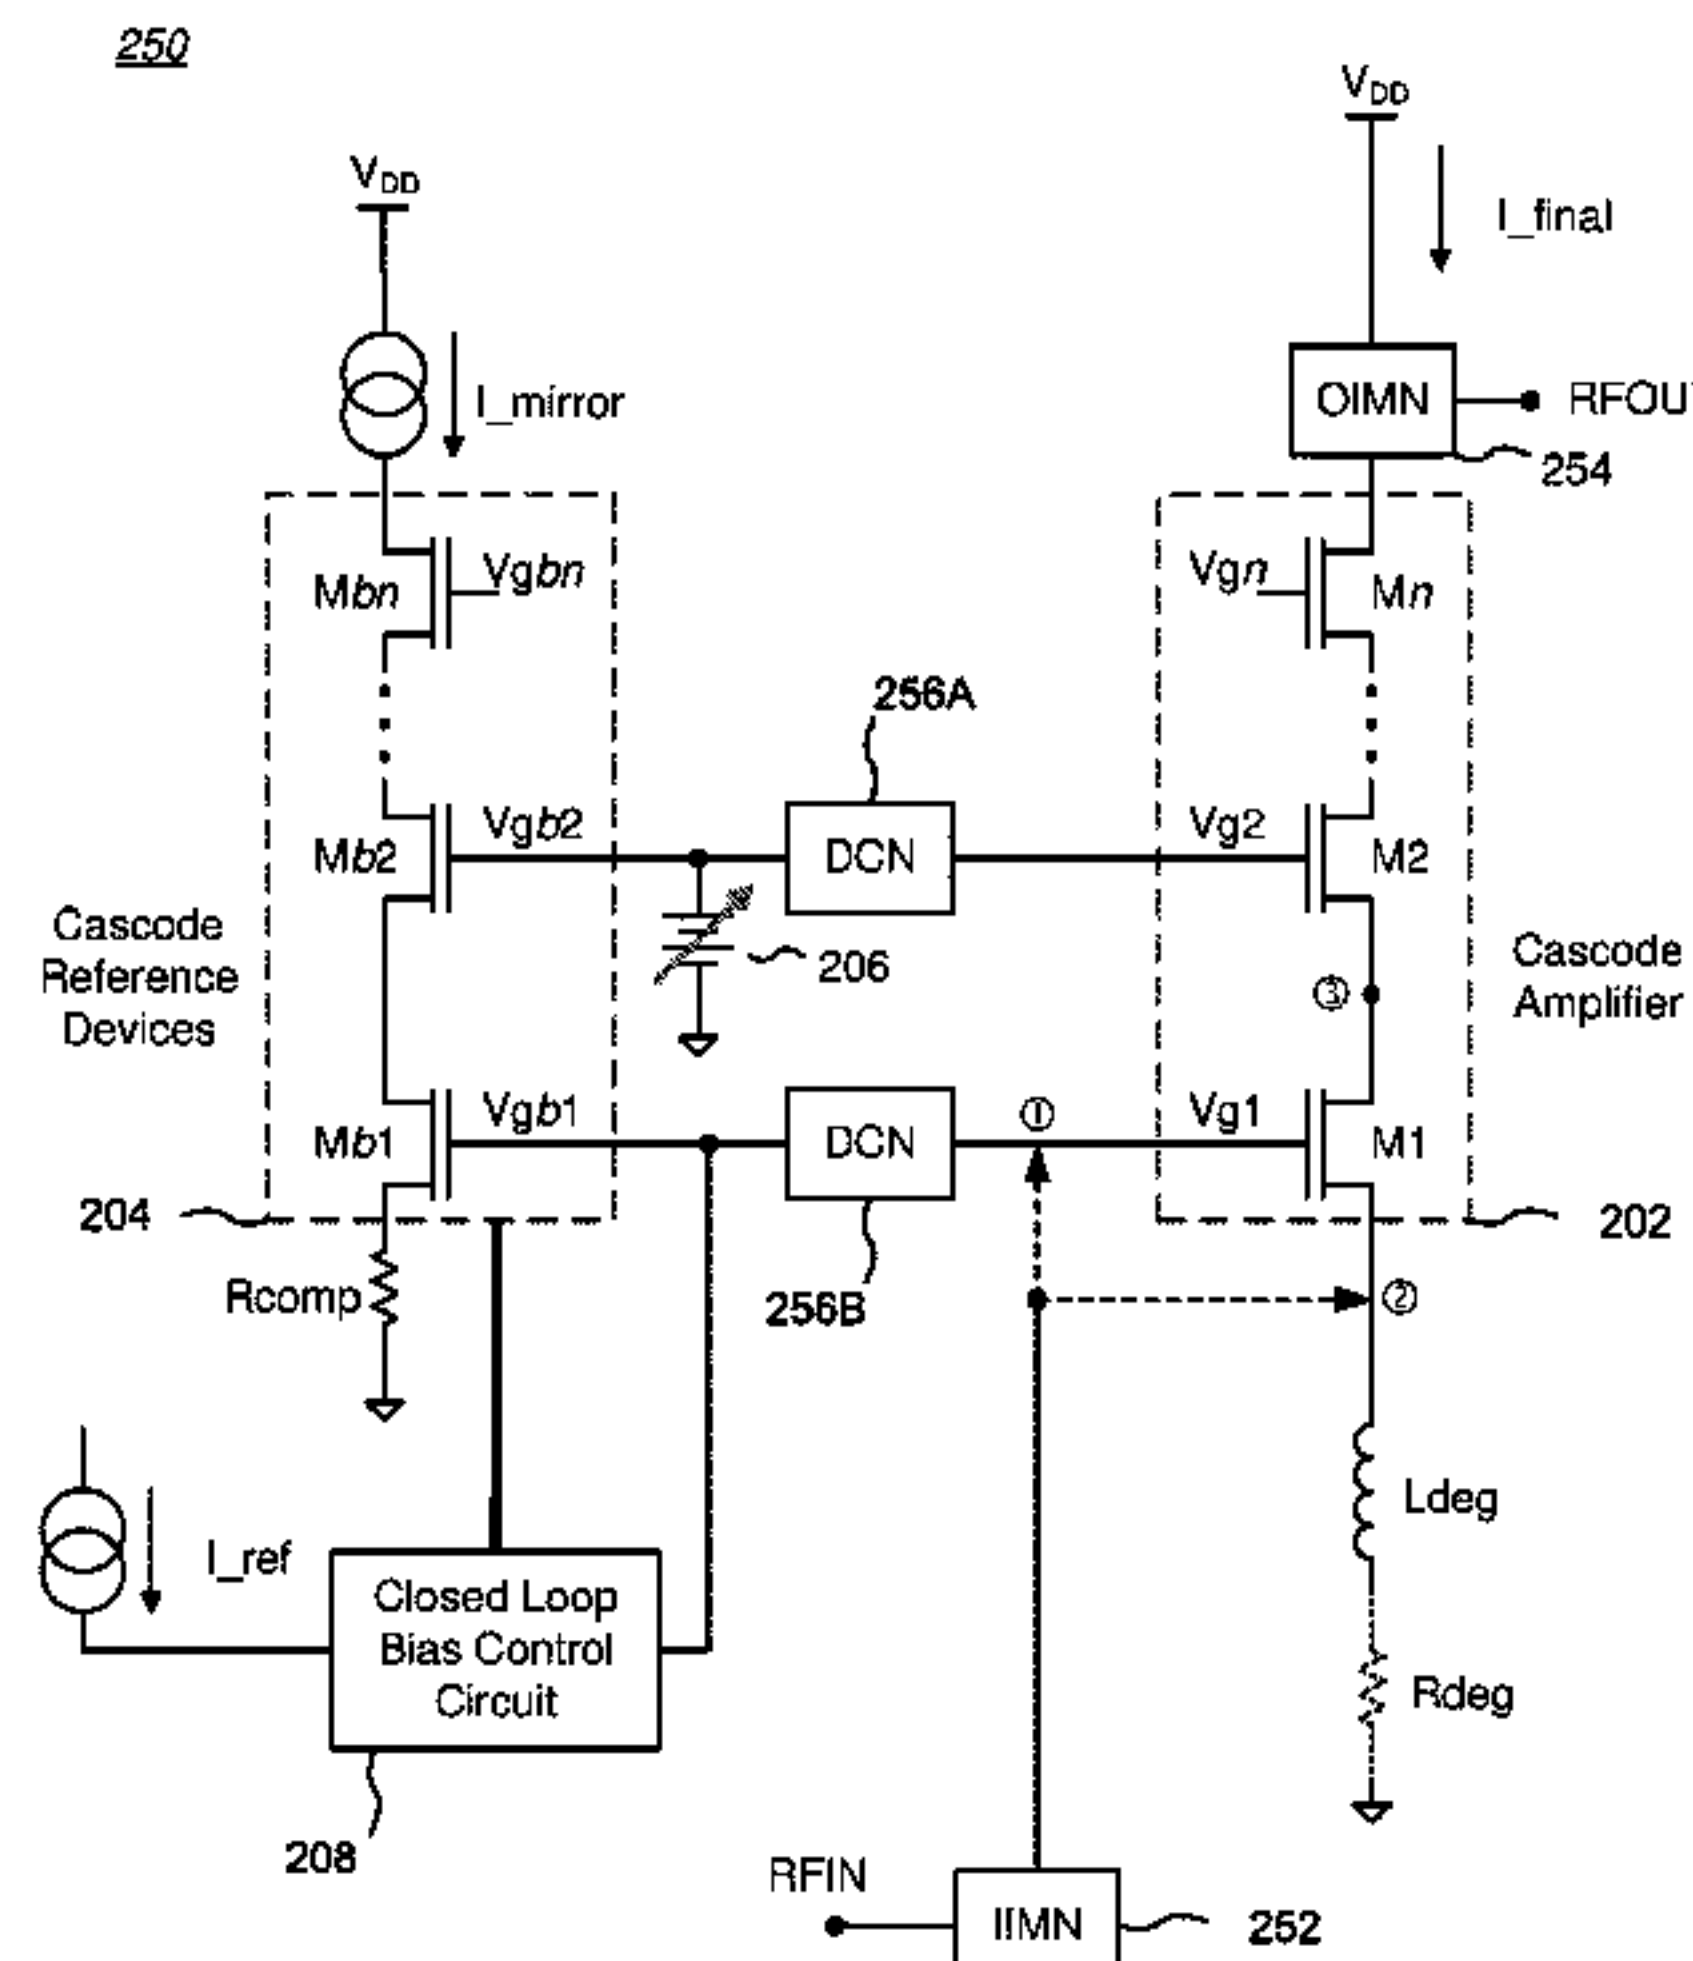 250
VDD
I_final
VDD
OIMN
RFOU
254
I_mirror
Mbn
Vgbn
Vgn
Mn
256A
Mb2
Vgb2
DCN
Vg2
M2
206
Cascode
Reference
Devices
③
Cascode
Amplifier
Mb1
Vgb1
DCN
①
Vg1
M1
204
202
Rcomp
256B
②
I_ref
Closed Loop
Bias Control
Circuit
Ldeg
Rdeg
208
RFIN
IIMN
252